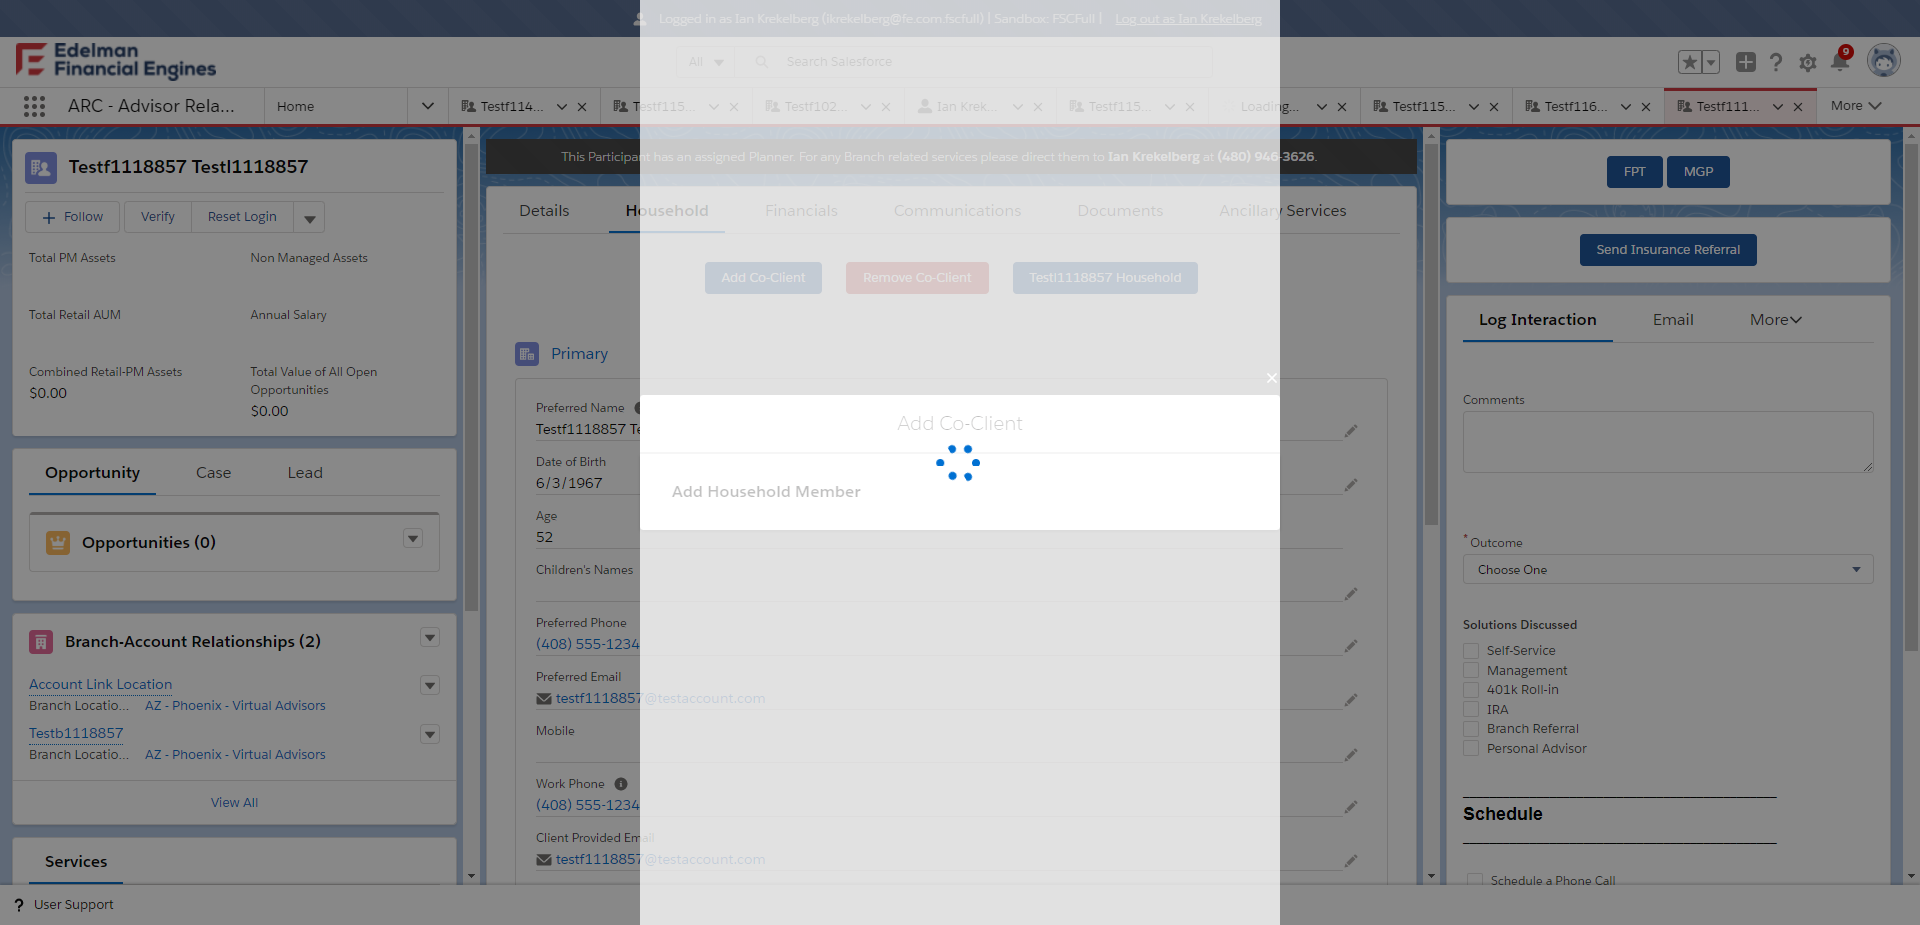 Logged in as Ian Krekelberg (ikrekelberg@fe.com.fscfull) | Sandbox: FSCFull | Log out as Ian Krekelberg
Edelman
Financial Engines
All
Search Salesforce
9
ARC - Advisor Rela...
Home
Testf114...
Testf115...
Testf102...
Ian Krek...
Testf115...
Loading...
Testf115...
Testf116...
Testf111...
More
Testf1118857 Testl1118857
Follow
Verify
Reset Login
Total PM Assets
Non Managed Assets
Total Retail AUM
Annual Salary
Combined Retail-PM Assets
$0.00
Total Value of All Open
Opportunities
$0.00
Opportunity
Case
Lead
Opportunities (0)
Branch-Account Relationships (2)
Account Link Location
Branch Locatio... AZ - Phoenix - Virtual Advisors
Testb1118857
Branch Locatio... AZ - Phoenix - Virtual Advisors
View All
Services
This Participant has an assigned Planner. For any Branch related services please direct them to Ian Krekelberg at (480) 946-3626.
Details
Household
Financials
Communications
Documents
Ancillary Services
Add Co-Client
Remove Co-Client
Testl1118857 Household
Primary
Preferred Name
Testf1118857 Te
Date of Birth
6/3/1967
Age
52
Children's Names
Preferred Phone
(408) 555-1234
Preferred Email
testf1118857@testaccount.com
Mobile
Work Phone
(408) 555-1234
Client Provided Email
testf1118857@testaccount.com
Add Co-Client
Add Household Member
FPT
MGP
Send Insurance Referral
Log Interaction
Email
More
Comments
*Outcome
Choose One
Solutions Discussed
Self-Service
Management
401k Roll-in
IRA
Branch Referral
Personal Advisor
Schedule
Schedule a Phone Call
? User Support